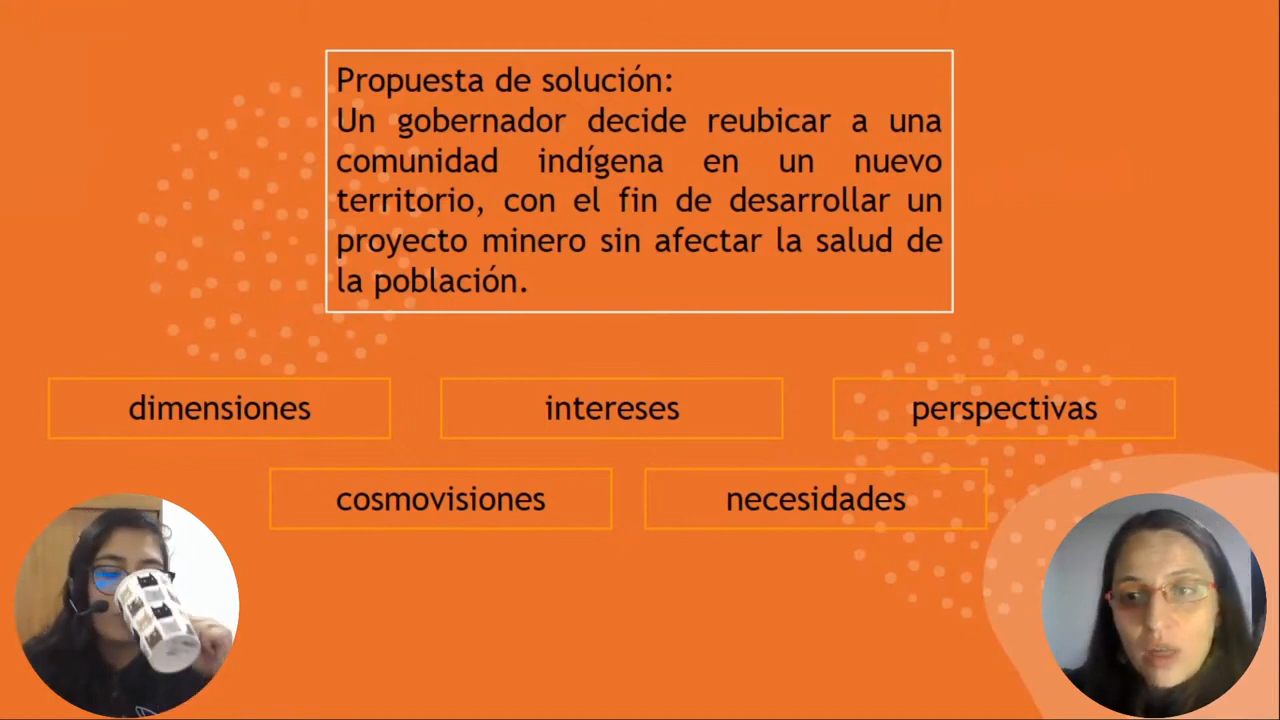 Propuesta de solución:
Un gobernador decide reubicar a una
comunidad indígena en un nuevo
territorio, con el fin de desarrollar un
proyecto minero sin afectar la salud de
la población.
dimensiones
intereses
perspectivas
cosmovisiones
necesidades